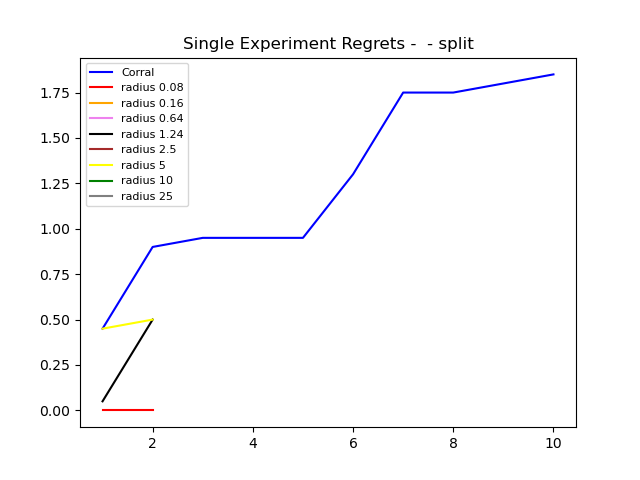 Single Experiment Regrets -  - split
Corral
radius 0.08
radius 0.16
radius 0.64
radius 1.24
radius 2.5
radius 5
radius 10
radius 25
1.75
1.50
1.25
1.00
0.75
0.50
0.25
0.00
2 4 6 8 10